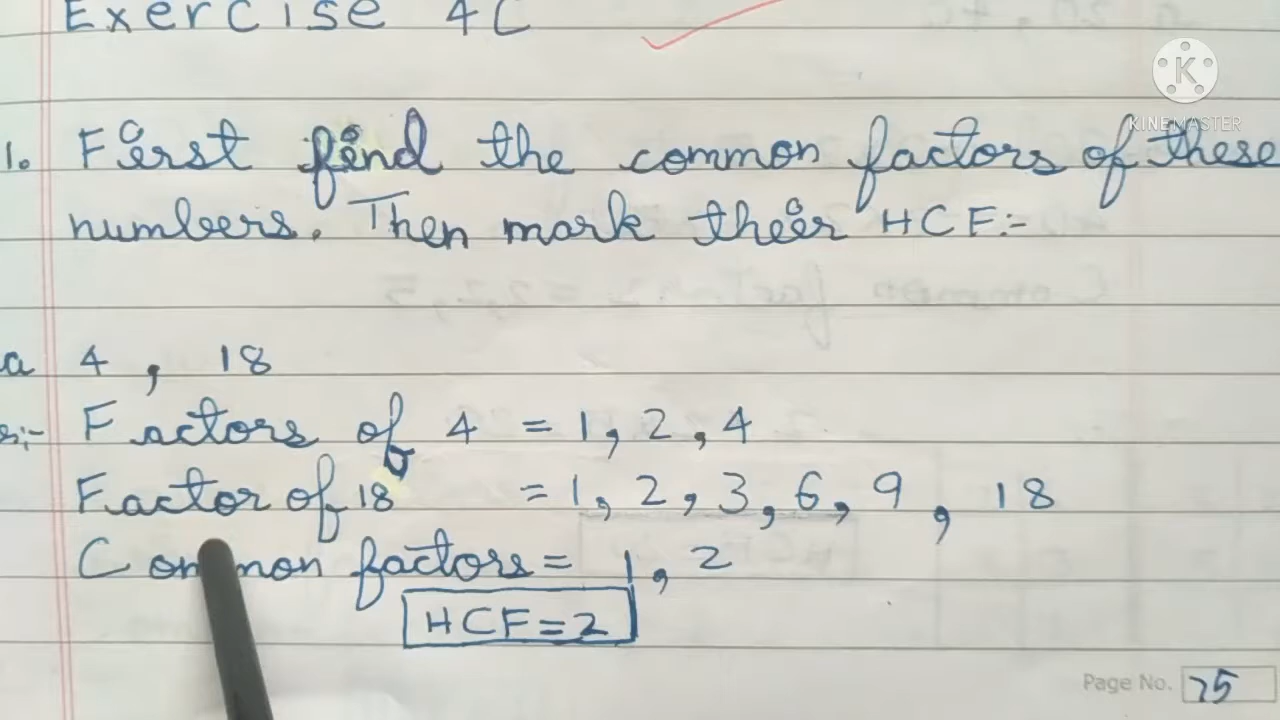 Exercise 4C
KINEMASTER
1. First find the common factors of these
numbers. Then mark their HCF:-
a 4, 18
s:- Factors of 4 = 1, 2, 4
Factor of 18 = 1, 2, 3, 6, 9, 18
Common factors = 1, 2
HCF = 2
Page No. 75